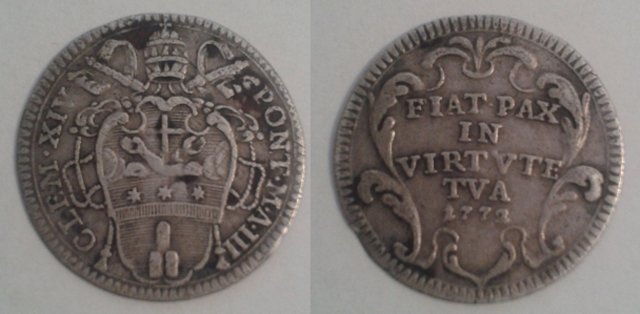 CLEM · XIV · PONT · M · A · III
FIAT · PAX
IN
VIRTVTE
TVA
1772